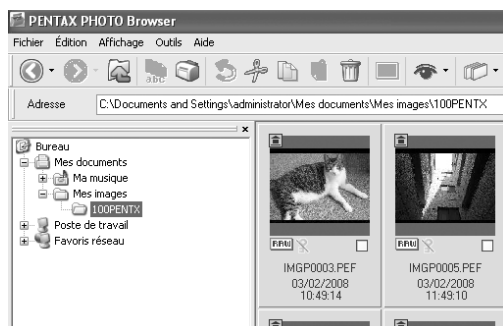 PENTAX PHOTO Browser
Fichier Édition Affichage Outils Aide
abc
Adresse C:\Documents and Settings\administrator\Mes documents\Mes images\100PENTX
Bureau
Mes documents
Ma musique
Mes images
100PENTX
Poste de travail
Favoris réseau
RAW RAW
IMGP0003.PEF IMGP0005.PEF
03/02/2008 03/02/2008
10:49:14 11:49:10